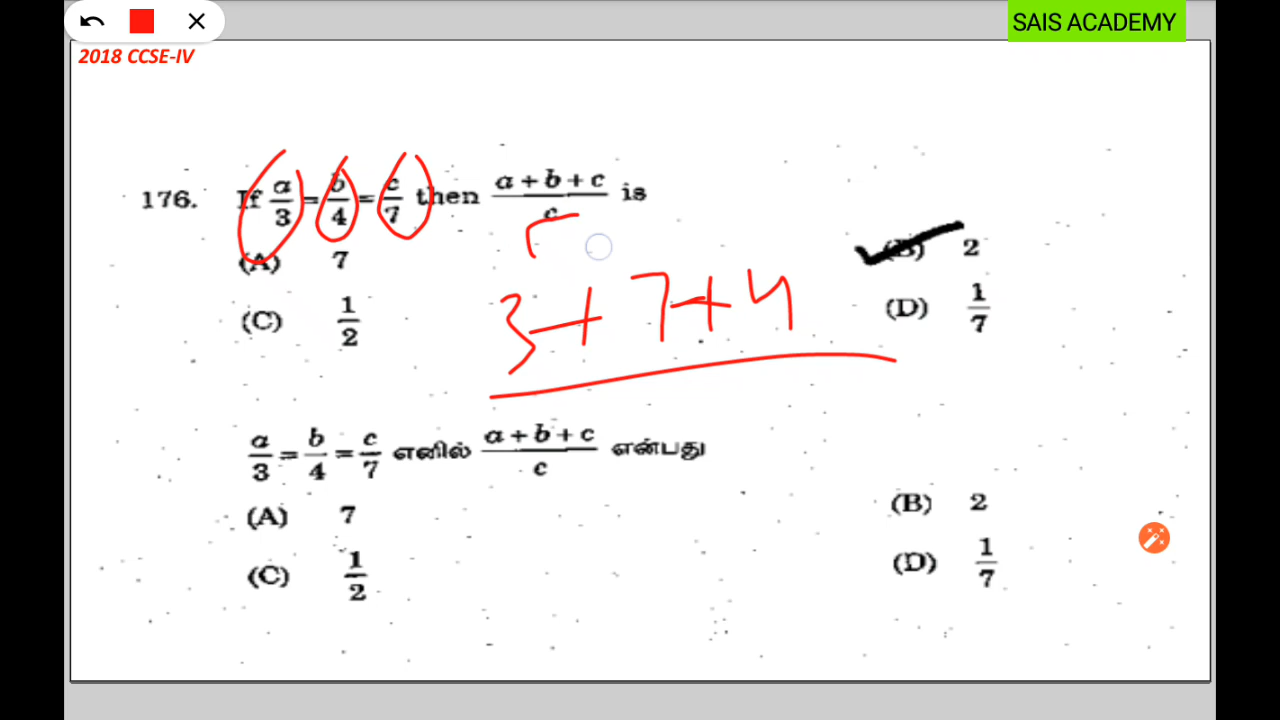 SAIS ACADEMY
2018 CCSE-IV
176. If a/3 = b/4 = c/7 then (a + b + c)/c is
(A) 7 (B) 2
(C) 1/2 (D) 1/7
3 + 7 + 4
a/3 = b/4 = c/7 எனில் (a + b + c)/c என்பது
(A) 7 (B) 2
(C) 1/2 (D) 1/7